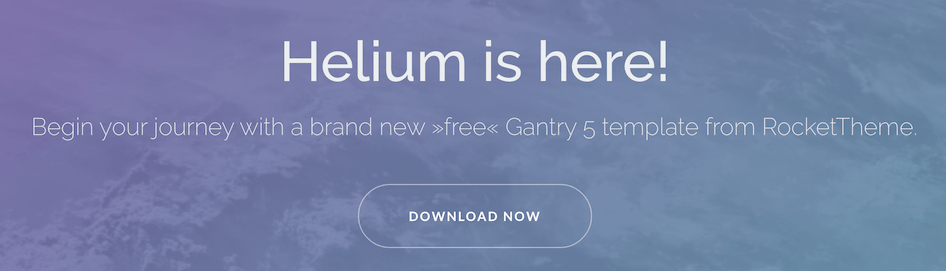 Helium is here!
Begin your journey with a brand new »free« Gantry 5 template from RocketTheme.
DOWNLOAD NOW